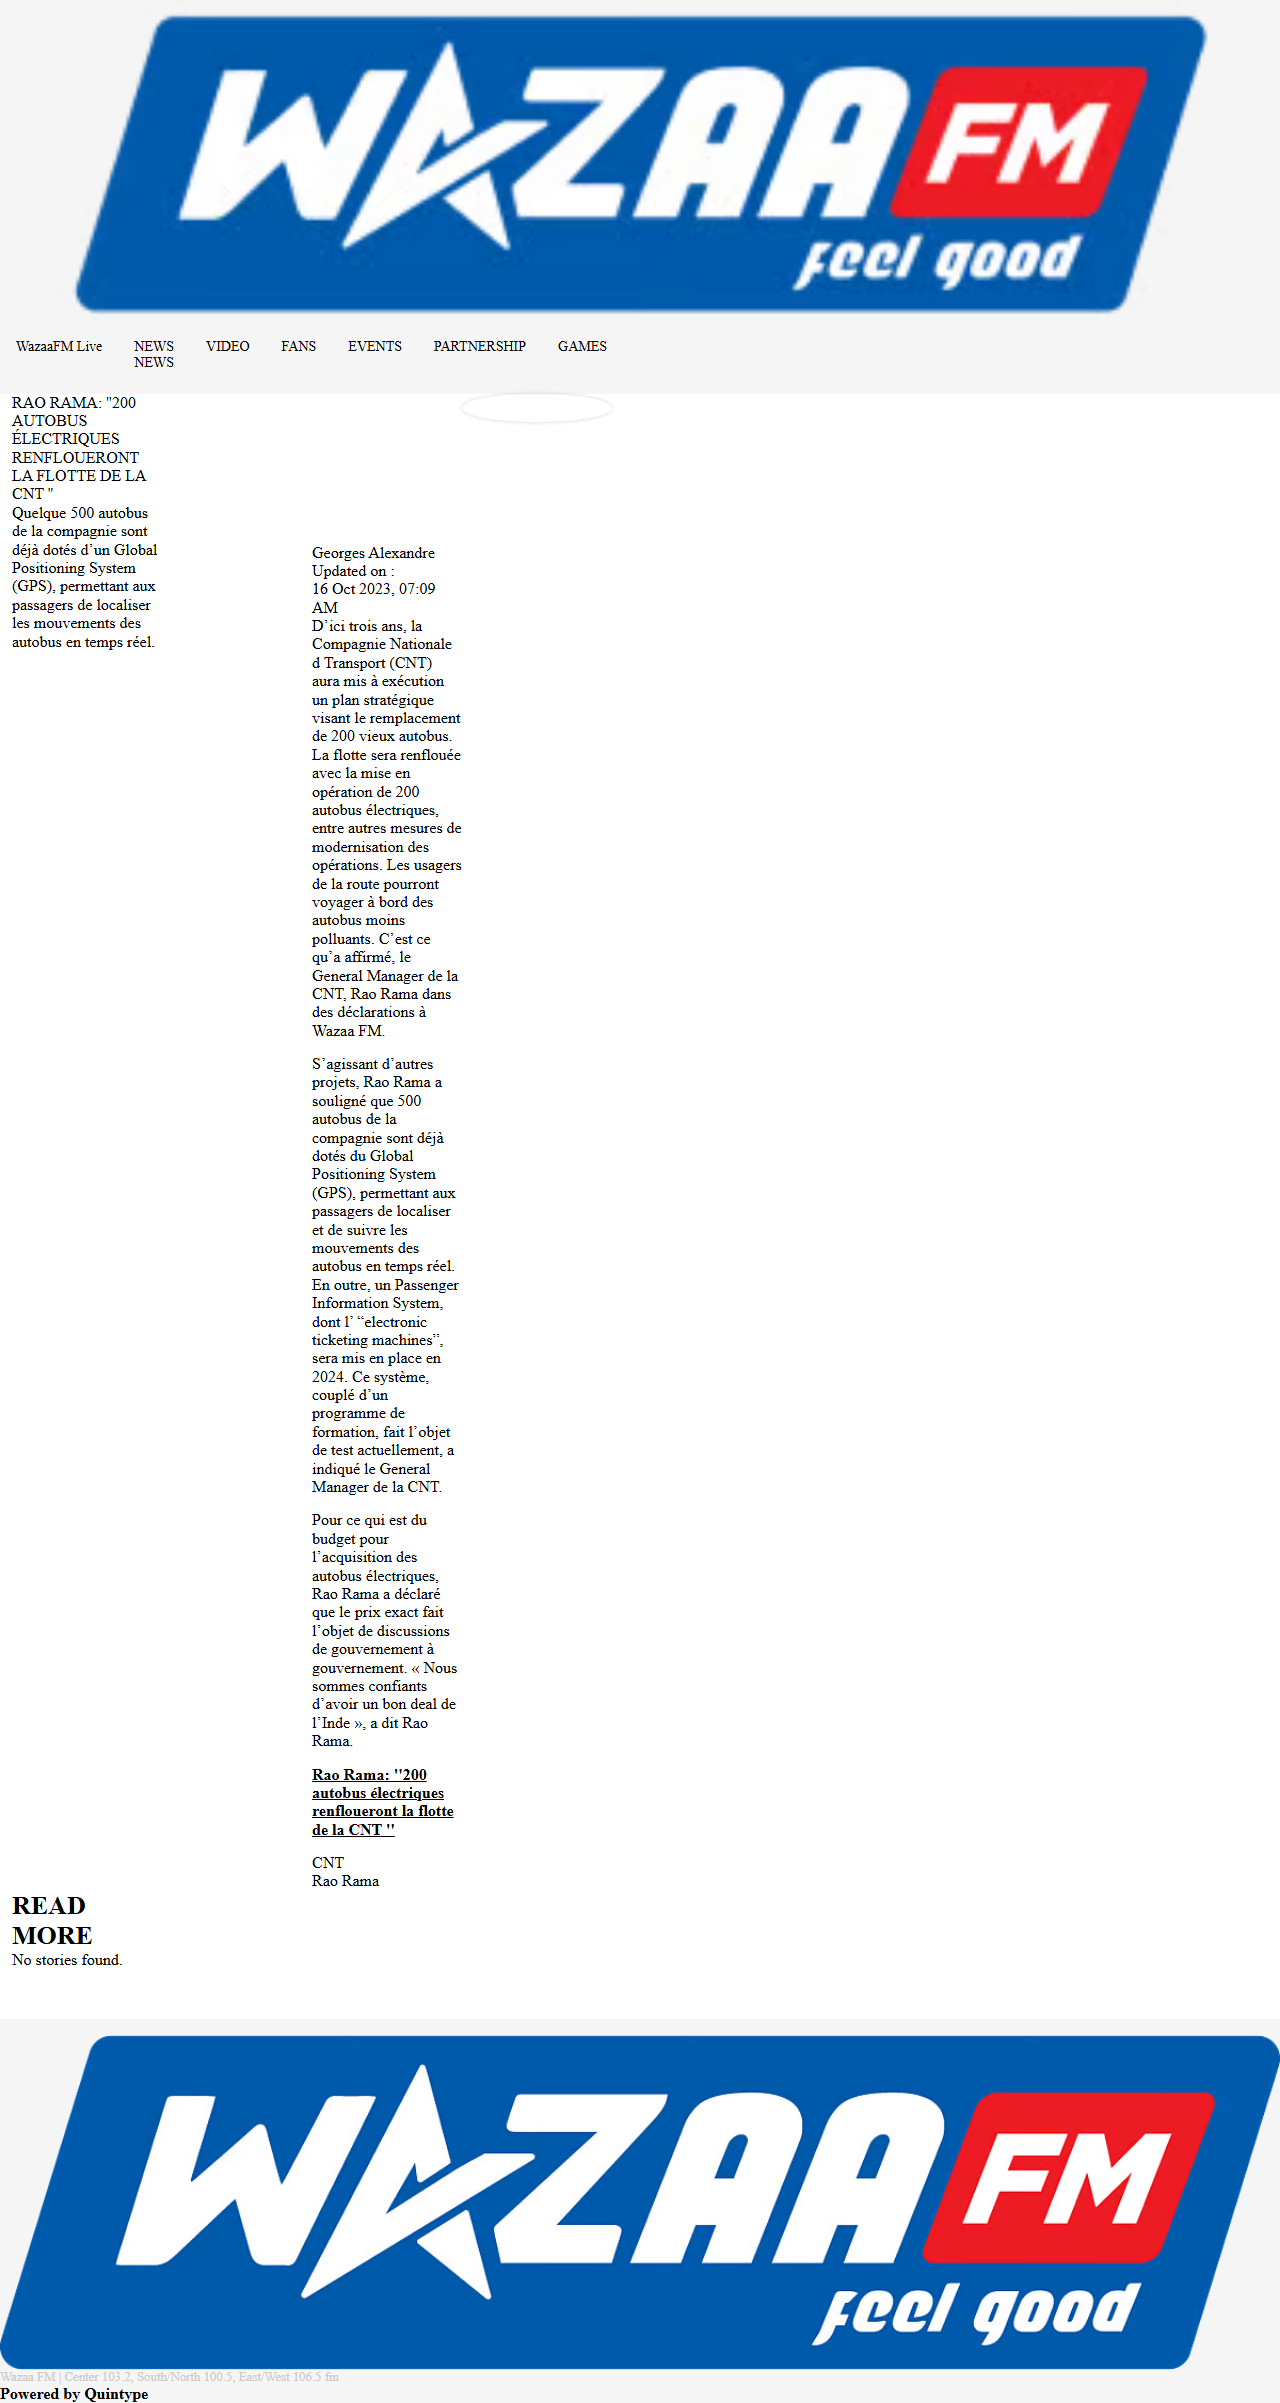 WAZAA FM
Feel good
WazaaFM Live NEWS VIDEO FANS EVENTS PARTNERSHIP GAMES
NEWS
RAO RAMA: "200
AUTOBUS
ÉLECTRIQUES
RENFLOUERONT
LA FLOTTE DE LA
CNT "
Quelque 500 autobus
de la compagnie sont
déjà dotés d’un Global
Positioning System
(GPS), permettant aux
passagers de localiser
les mouvements des
autobus en temps réel.
Georges Alexandre
Updated on :
16 Oct 2023, 07:09
AM
D’ici trois ans, la
Compagnie Nationale
d Transport (CNT)
aura mis à exécution
un plan stratégique
visant le remplacement
de 200 vieux autobus.
La flotte sera renflouée
avec la mise en
opération de 200
autobus électriques,
entre autres mesures de
modernisation des
opérations. Les usagers
de la route pourront
voyager à bord des
autobus moins
polluants. C’est ce
qu’a affirmé, le
General Manager de la
CNT, Rao Rama dans
des déclarations à
Wazaa FM.
S’agissant d’autres
projets, Rao Rama a
souligné que 500
autobus de la
compagnie sont déjà
dotés du Global
Positioning System
(GPS), permettant aux
passagers de localiser
et de suivre les
mouvements des
autobus en temps réel.
En outre, un Passenger
Information System,
dont l’ “electronic
ticketing machines”,
sera mis en place en
2024. Ce système,
couplé d’un
programme de
formation, fait l’objet
de test actuellement, a
indiqué le General
Manager de la CNT.
Pour ce qui est du
budget pour
l’acquisition des
autobus électriques,
Rao Rama a déclaré
que le prix exact fait
l’objet de discussions
de gouvernement à
gouvernement. « Nous
sommes confiants
d’avoir un bon deal de
l’Inde », a dit Rao
Rama.
Rao Rama: "200
autobus électriques
renfloueront la flotte
de la CNT "
CNT
Rao Rama
READ
MORE
No stories found.
WAZAA FM
Feel good
Wazaa FM | Center 103.2, South/North 100.5, East/West 106.5 fm
Powered by Quintype